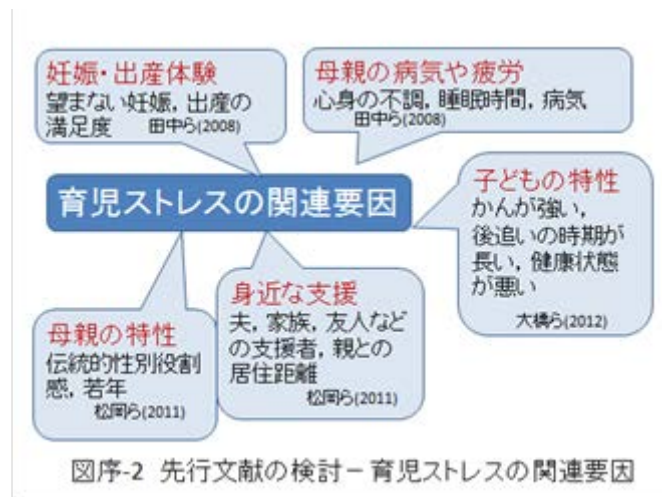 妊娠・出産体験
望まない妊娠，出産の
満足度　田中ら(2008)
母親の病気や疲労
心身の不調，睡眠時間，病気
田中ら(2008)
育児ストレスの関連要因
子どもの特性
かんが強い，
後追いの時期が
長い，健康状態
が悪い
大橋ら(2012)
身近な支援
夫，家族，友人など
の支援者，親との
居住距離
松岡ら(2011)
母親の特性
伝統的性別役割
感，若年
松岡ら(2011)
図序-2 先行文献の検討－育児ストレスの関連要因